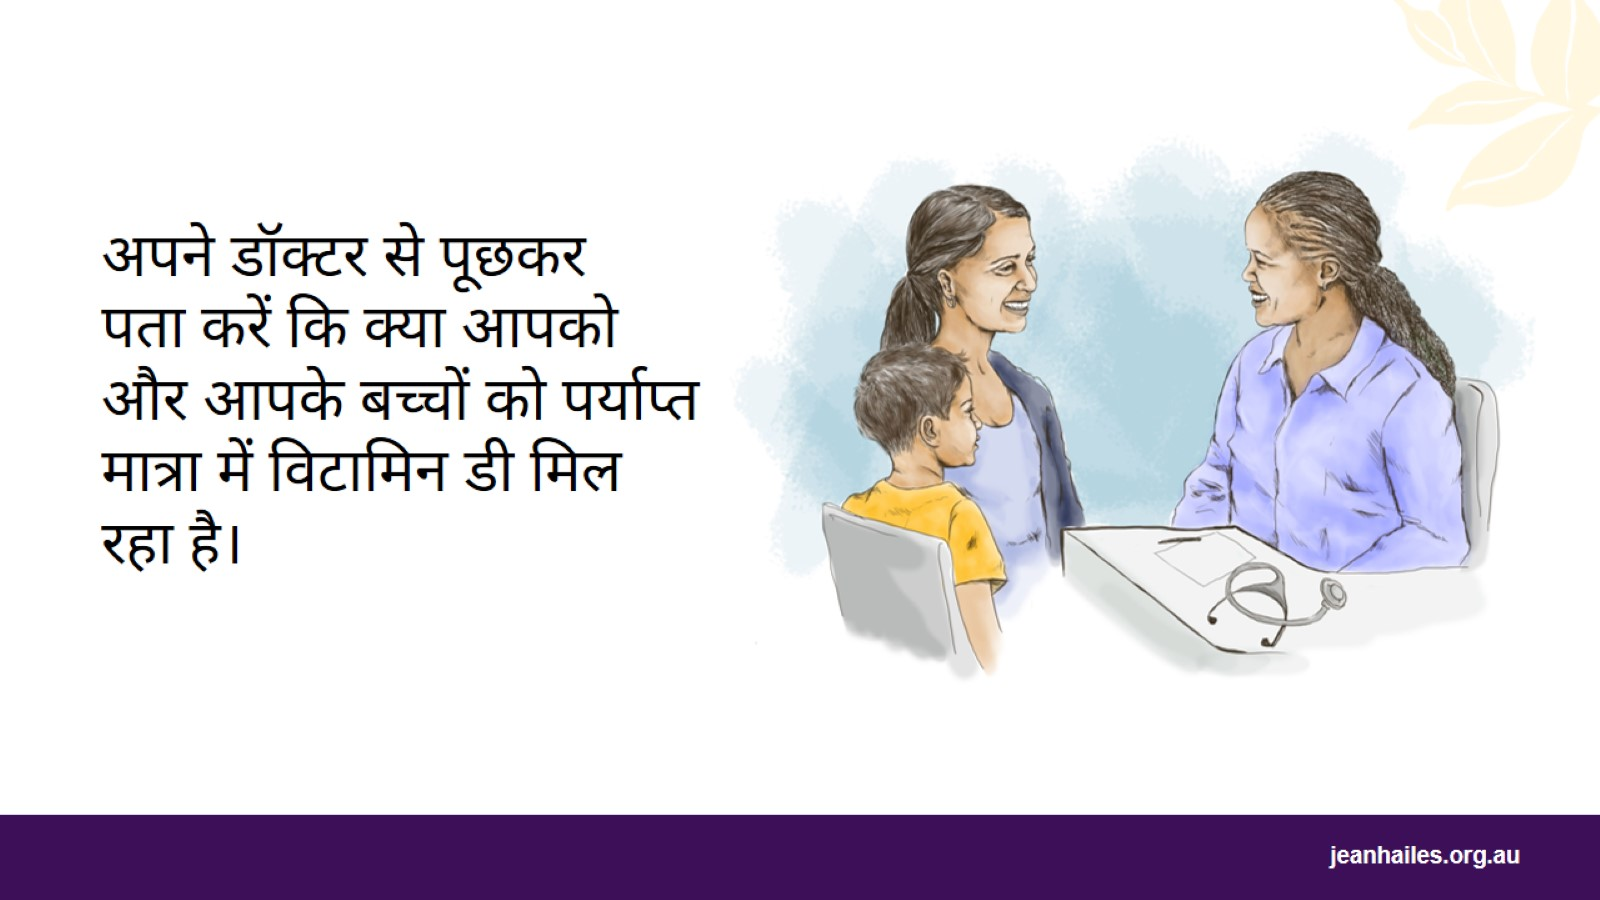 अपने डॉक्टर से पूछकर
पता करें कि क्या आपको
और आपके बच्चों को पर्याप्त
मात्रा में विटामिन डी मिल
रहा है।
jeanhailes.org.au